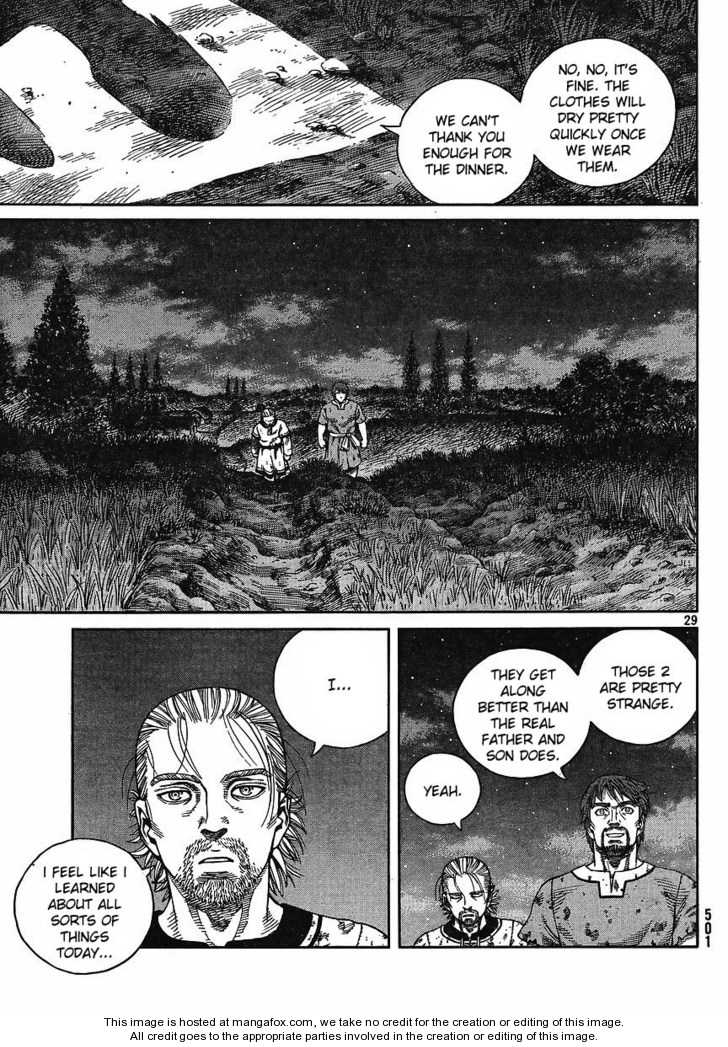 NO, NO, IT'S
FINE. THE
CLOTHES WILL
DRY PRETTY
QUICKLY ONCE
WE WEAR
THEM.
WE CAN'T
THANK YOU
ENOUGH FOR
THE DINNER.
29
THOSE 2
ARE PRETTY
STRANGE.
THEY GET
ALONG
BETTER THAN
THE REAL
FATHER AND
SON DOES.
YEAH.
I...
I FEEL LIKE I
LEARNED
ABOUT ALL
SORTS OF
THINGS
TODAY...
501
This image is hosted at mangafox.com, we take no credit for the creation or editing of this image.
All credit goes to the appropriate parties involved in the creation or editing of this image.